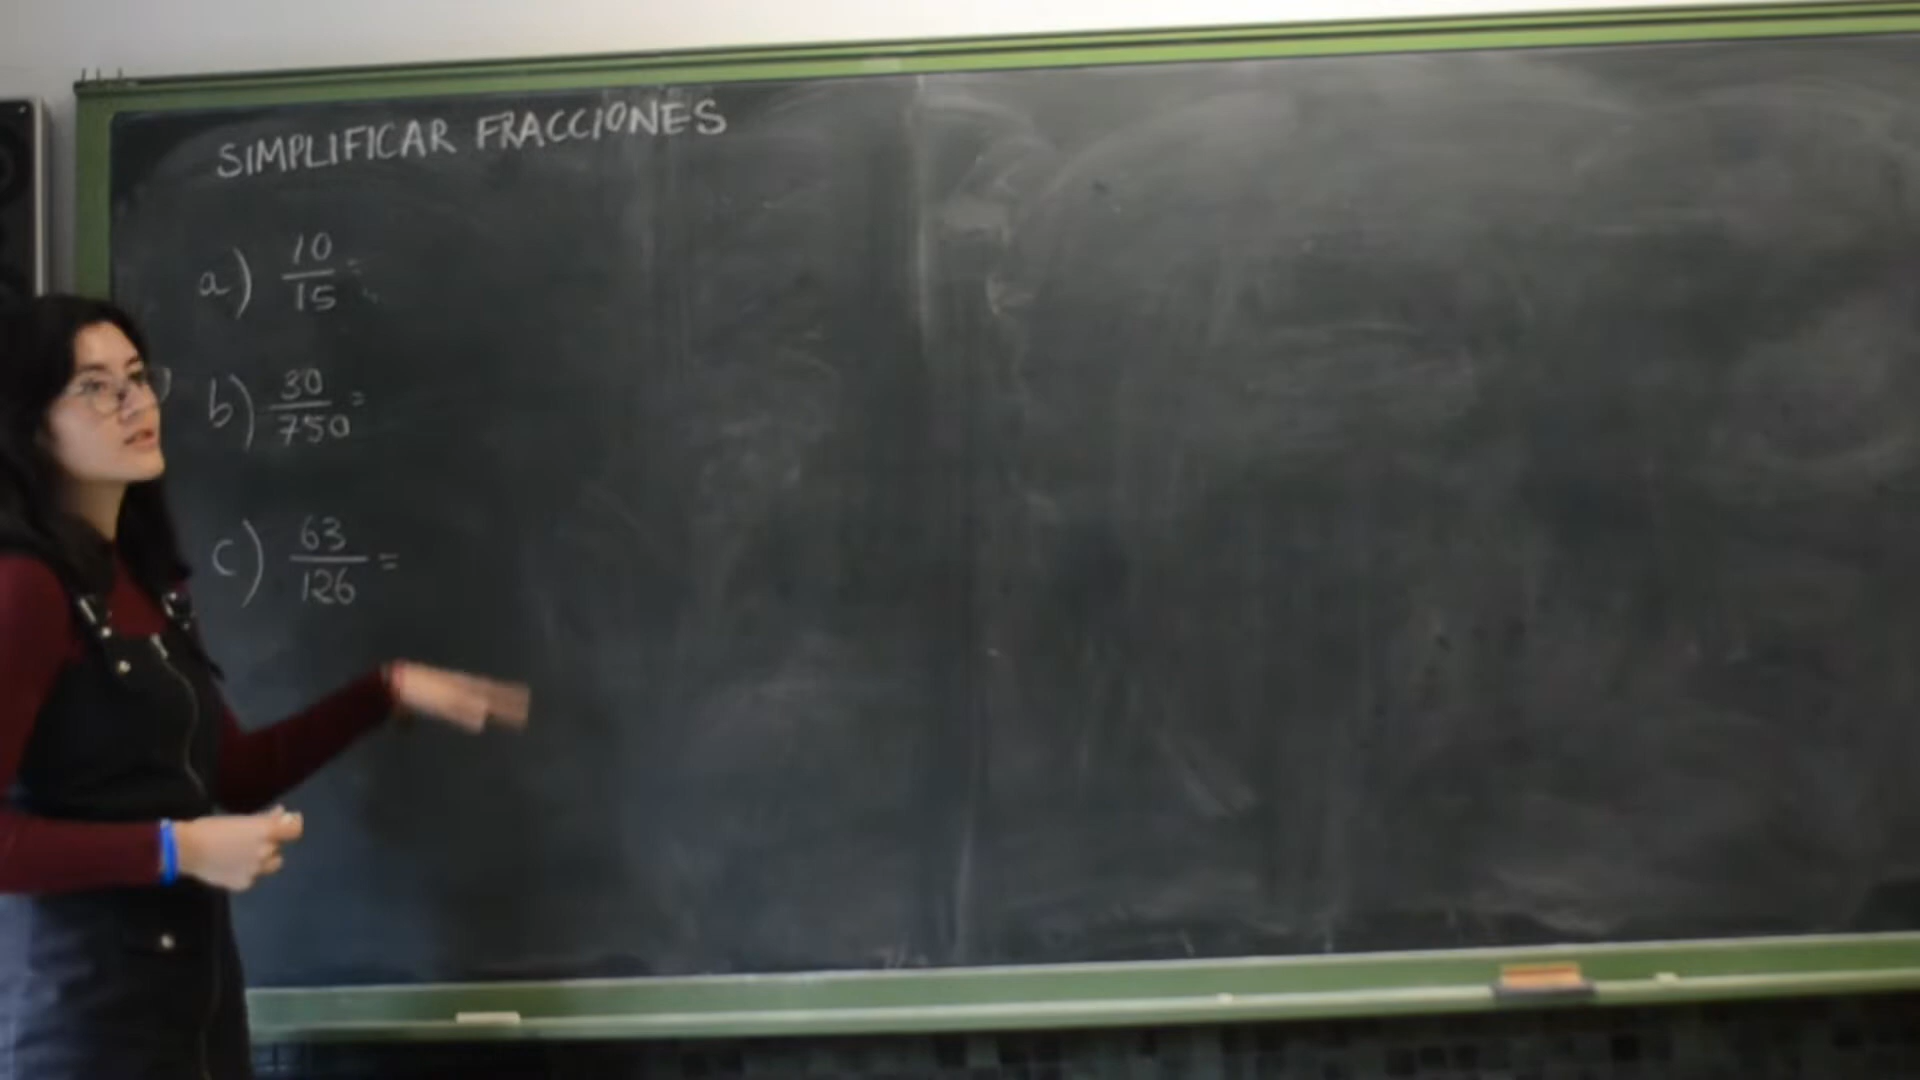 SIMPLIFICAR FRACCIONES
a) 10/15 =
b) 30/750 =
c) 63/126 =